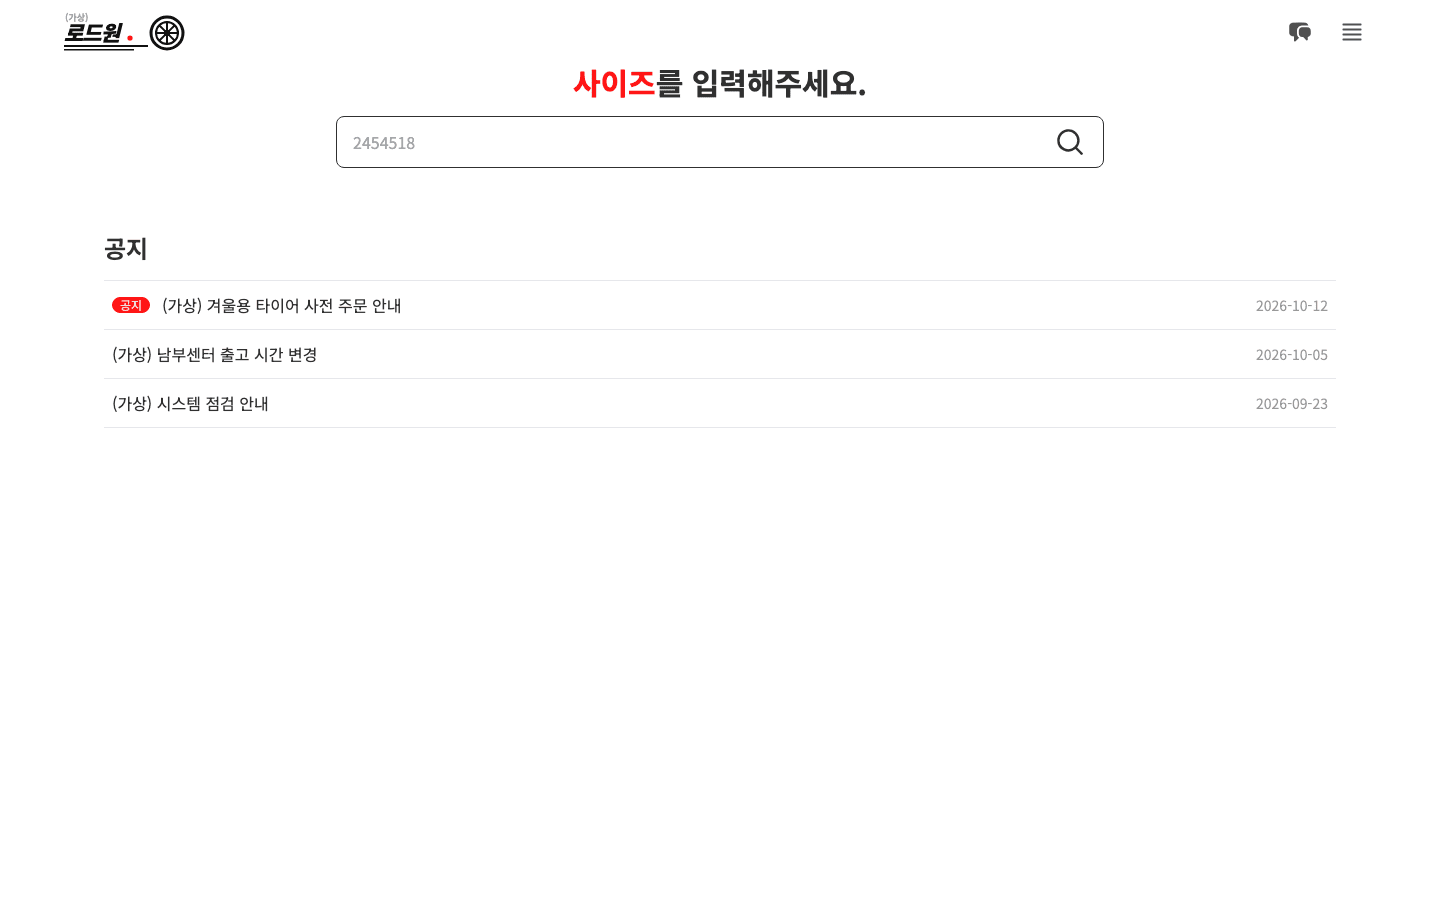 (가상)
로드원.
사이즈를 입력해주세요.
2454518
공지
공지 (가상) 겨울용 타이어 사전 주문 안내 2026-10-12
(가상) 남부센터 출고 시간 변경 2026-10-05
(가상) 시스템 점검 안내 2026-09-23